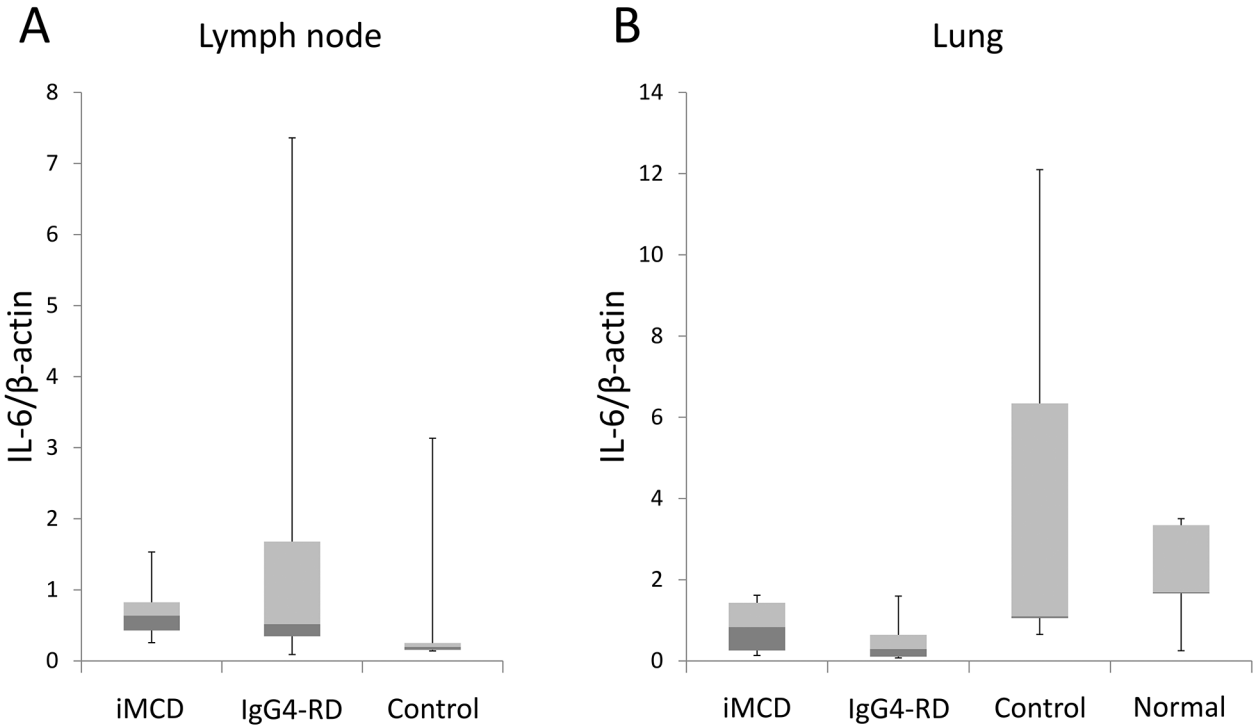 A
Lymph node
8
7
6
5
4
3
2
1
0
IL-6/β-actin
iMCD
IgG4-RD
Control
B
Lung
14
12
10
8
6
4
2
0
IL-6/β-actin
iMCD
IgG4-RD
Control
Normal